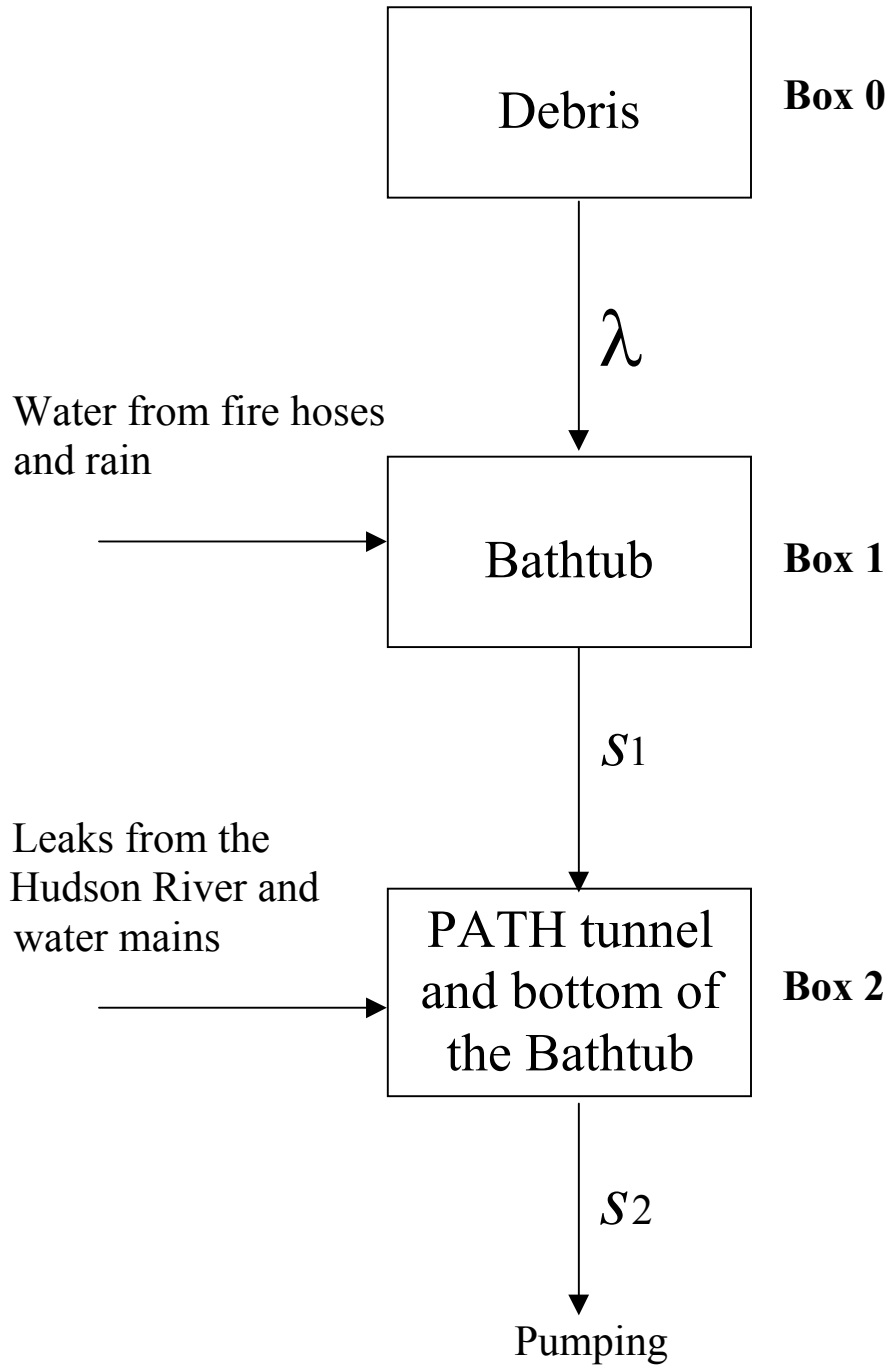 Debris
Box 0
λ
Water from fire hoses
and rain
Bathtub
Box 1
s1
Leaks from the
Hudson River and
water mains
PATH tunnel
and bottom of
the Bathtub
Box 2
s2
Pumping